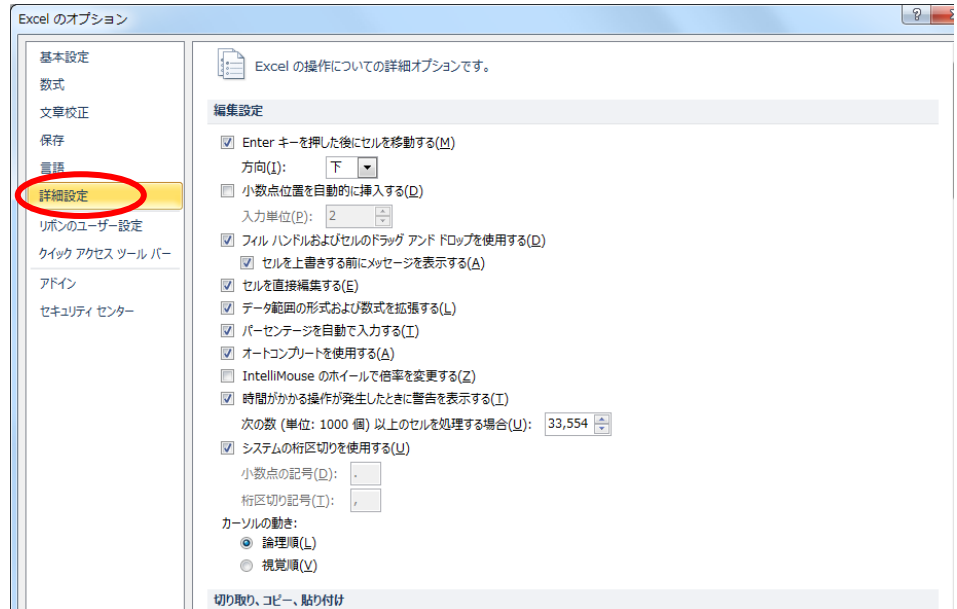 Excel のオプション
基本設定
数式
文章校正
保存
言語
詳細設定
リボンのユーザー設定
クイック アクセス ツール バー
アドイン
セキュリティ センター
Excel の操作についての詳細オプションです。
編集設定
Enter キーを押した後にセルを移動する(M)
方向(I): 下
小数点位置を自動的に挿入する(D)
入力単位(P): 2
フィル ハンドルおよびセルのドラッグ アンド ドロップを使用する(D)
セルを上書きする前にメッセージを表示する(A)
セルを直接編集する(E)
データ範囲の形式および数式を拡張する(L)
パーセンテージを自動で入力する(T)
オートコンプリートを使用する(A)
IntelliMouse のホイールで倍率を変更する(Z)
時間がかかる操作が発生したときに警告を表示する(T)
次の数 (単位: 1000 個) 以上のセルを処理する場合(U): 33,554
システムの桁区切りを使用する(U)
小数点の記号(D): .
桁区切り記号(T): ,
カーソルの動き:
論理順(L)
視覚順(V)
切り取り、コピー、貼り付け